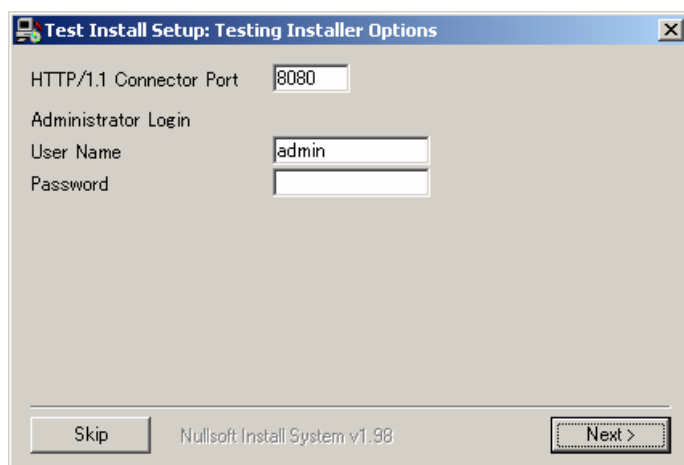 Test Install Setup: Testing Installer Options
HTTP/1.1 Connector Port 8080
Administrator Login
User Name admin
Password
Skip Nullsoft Install System v1.98 Next >